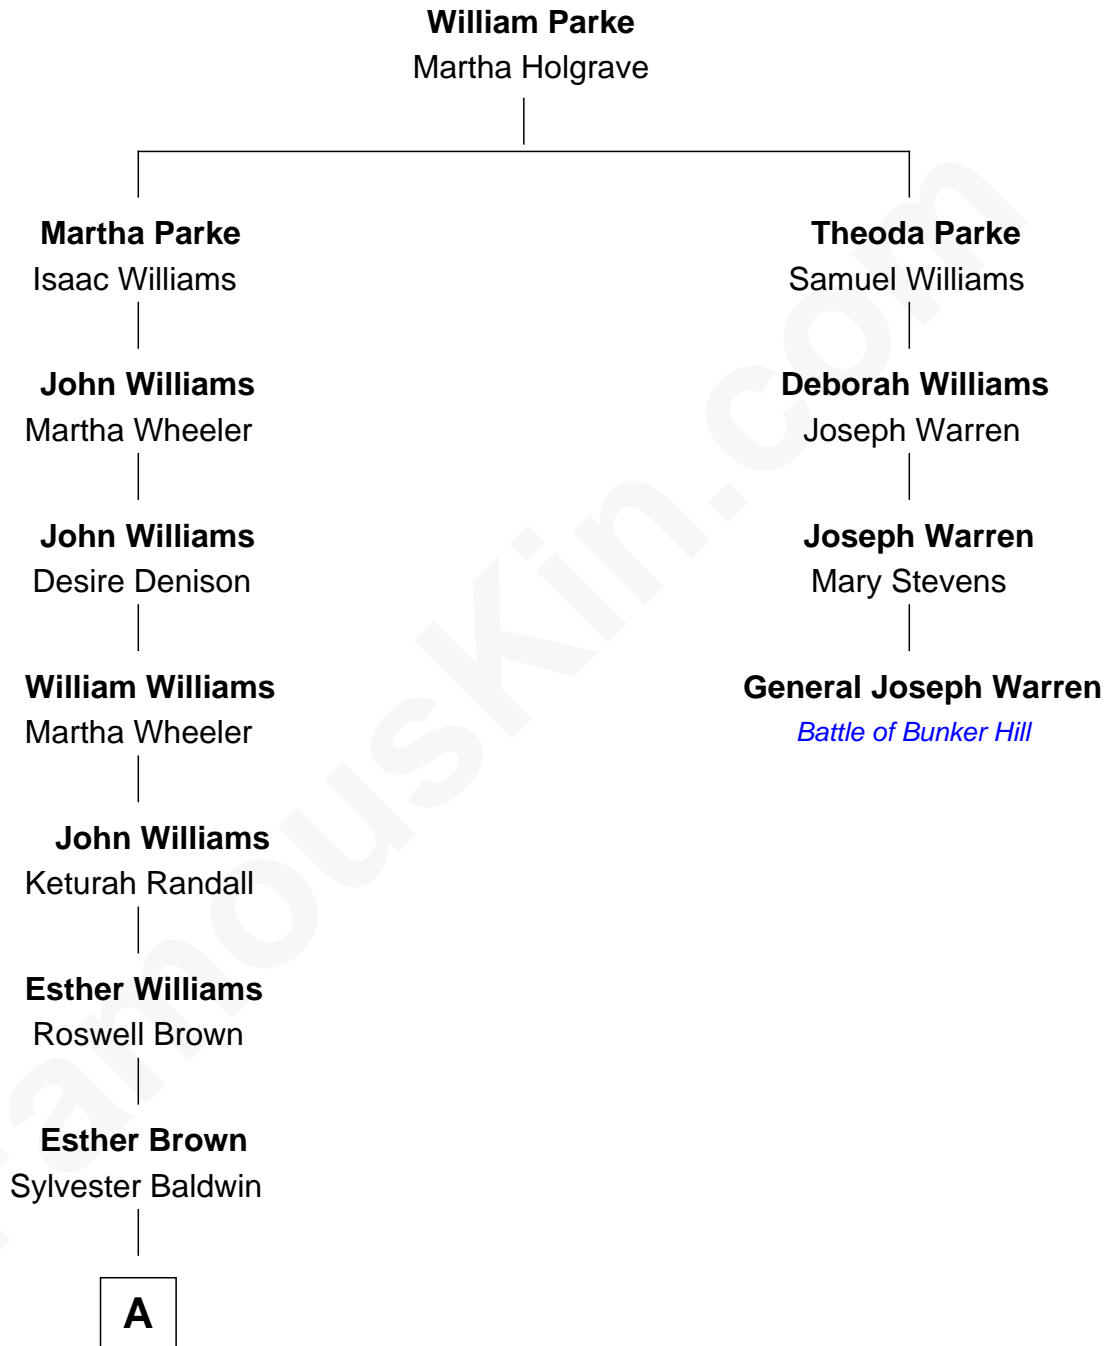 William Parke
Martha Holgrave
Martha Parke
Isaac Williams
Theoda Parke
Samuel Williams
John Williams
Martha Wheeler
Deborah Williams
Joseph Warren
John Williams
Desire Denison
Joseph Warren
Mary Stevens
William Williams
Martha Wheeler
General Joseph Warren
Battle of Bunker Hill
John Williams
Keturah Randall
Esther Williams
Roswell Brown
Esther Brown
Sylvester Baldwin
A
FamousKin.com